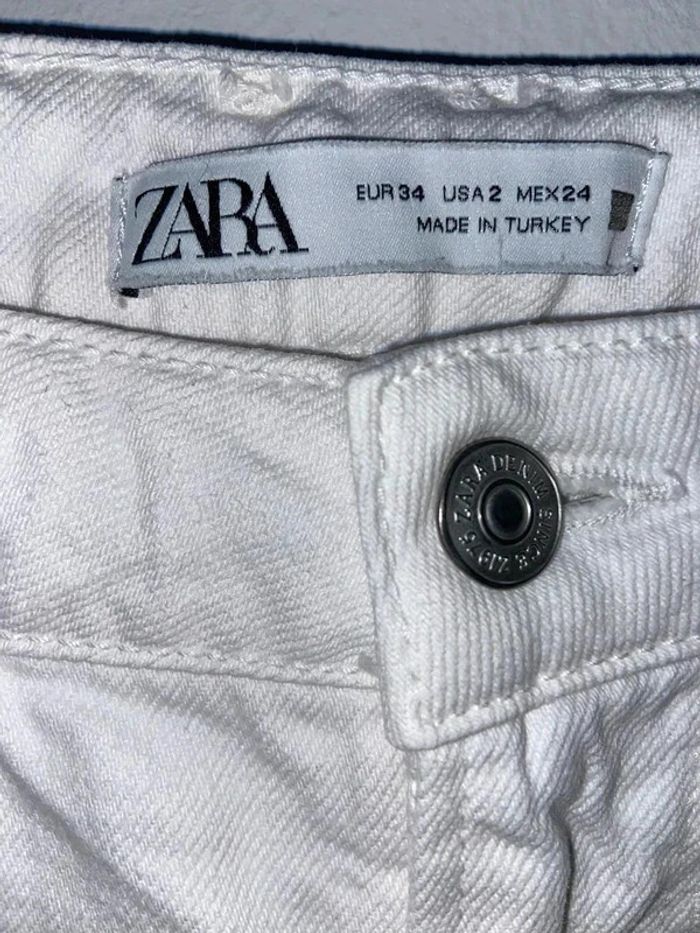 ZARA
EUR 34 USA 2 MEX 24
MADE IN TURKEY
ZARA DENIM SINCE 1975